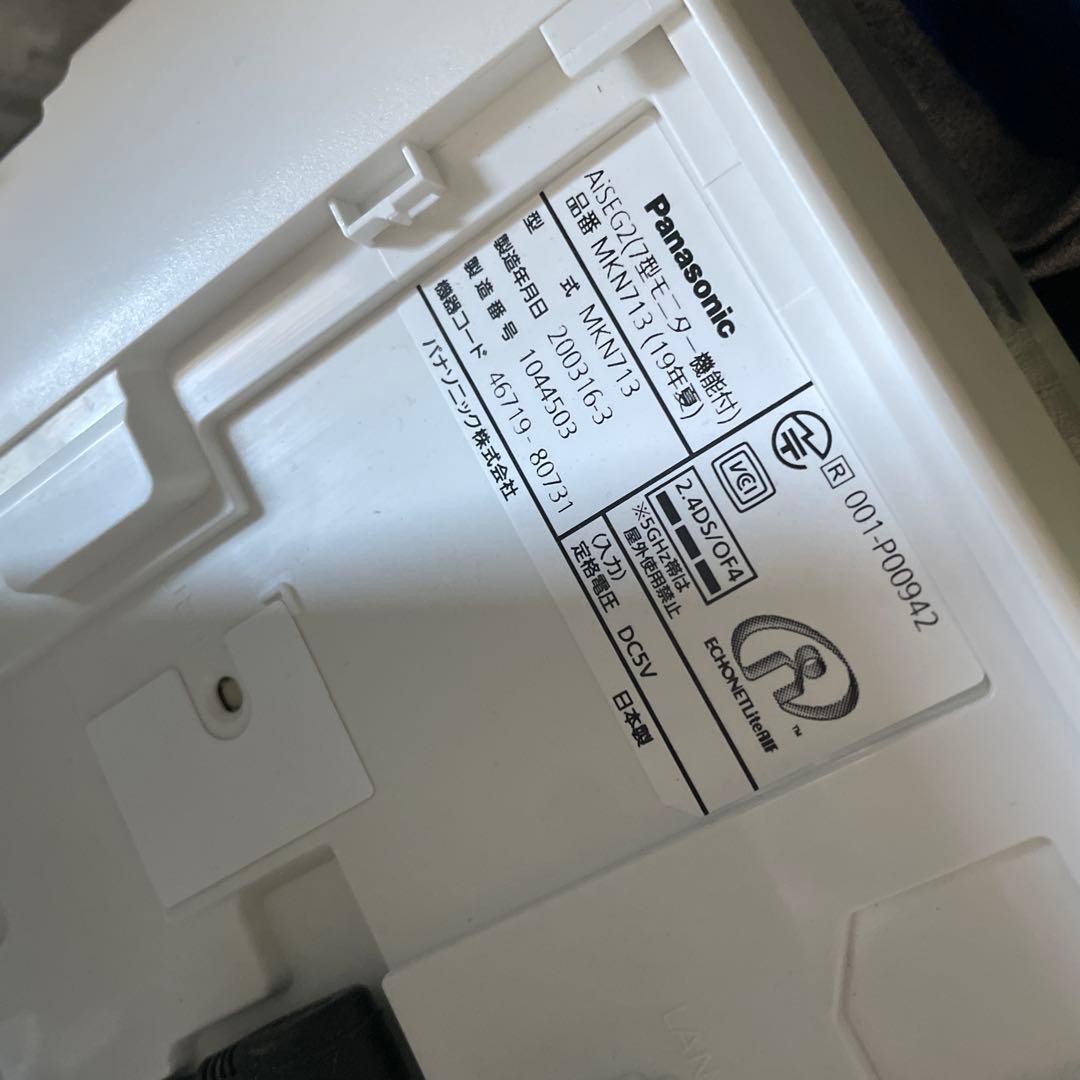 Panasonic
AiSEG2(7型モニター機能付)
品番 MKN713 (19年夏)
型 式 MKN713
製造年月日 200316-3
製造番号 1044503
機器コード 46719-80731
パナソニック株式会社
R 001-P00942
VCI
2.4DS/OF4
※5GHz帯は
屋外使用禁止
ECHONETLiteAIF
TM
(入力)
定格電圧 DC5V
日本製
LAN